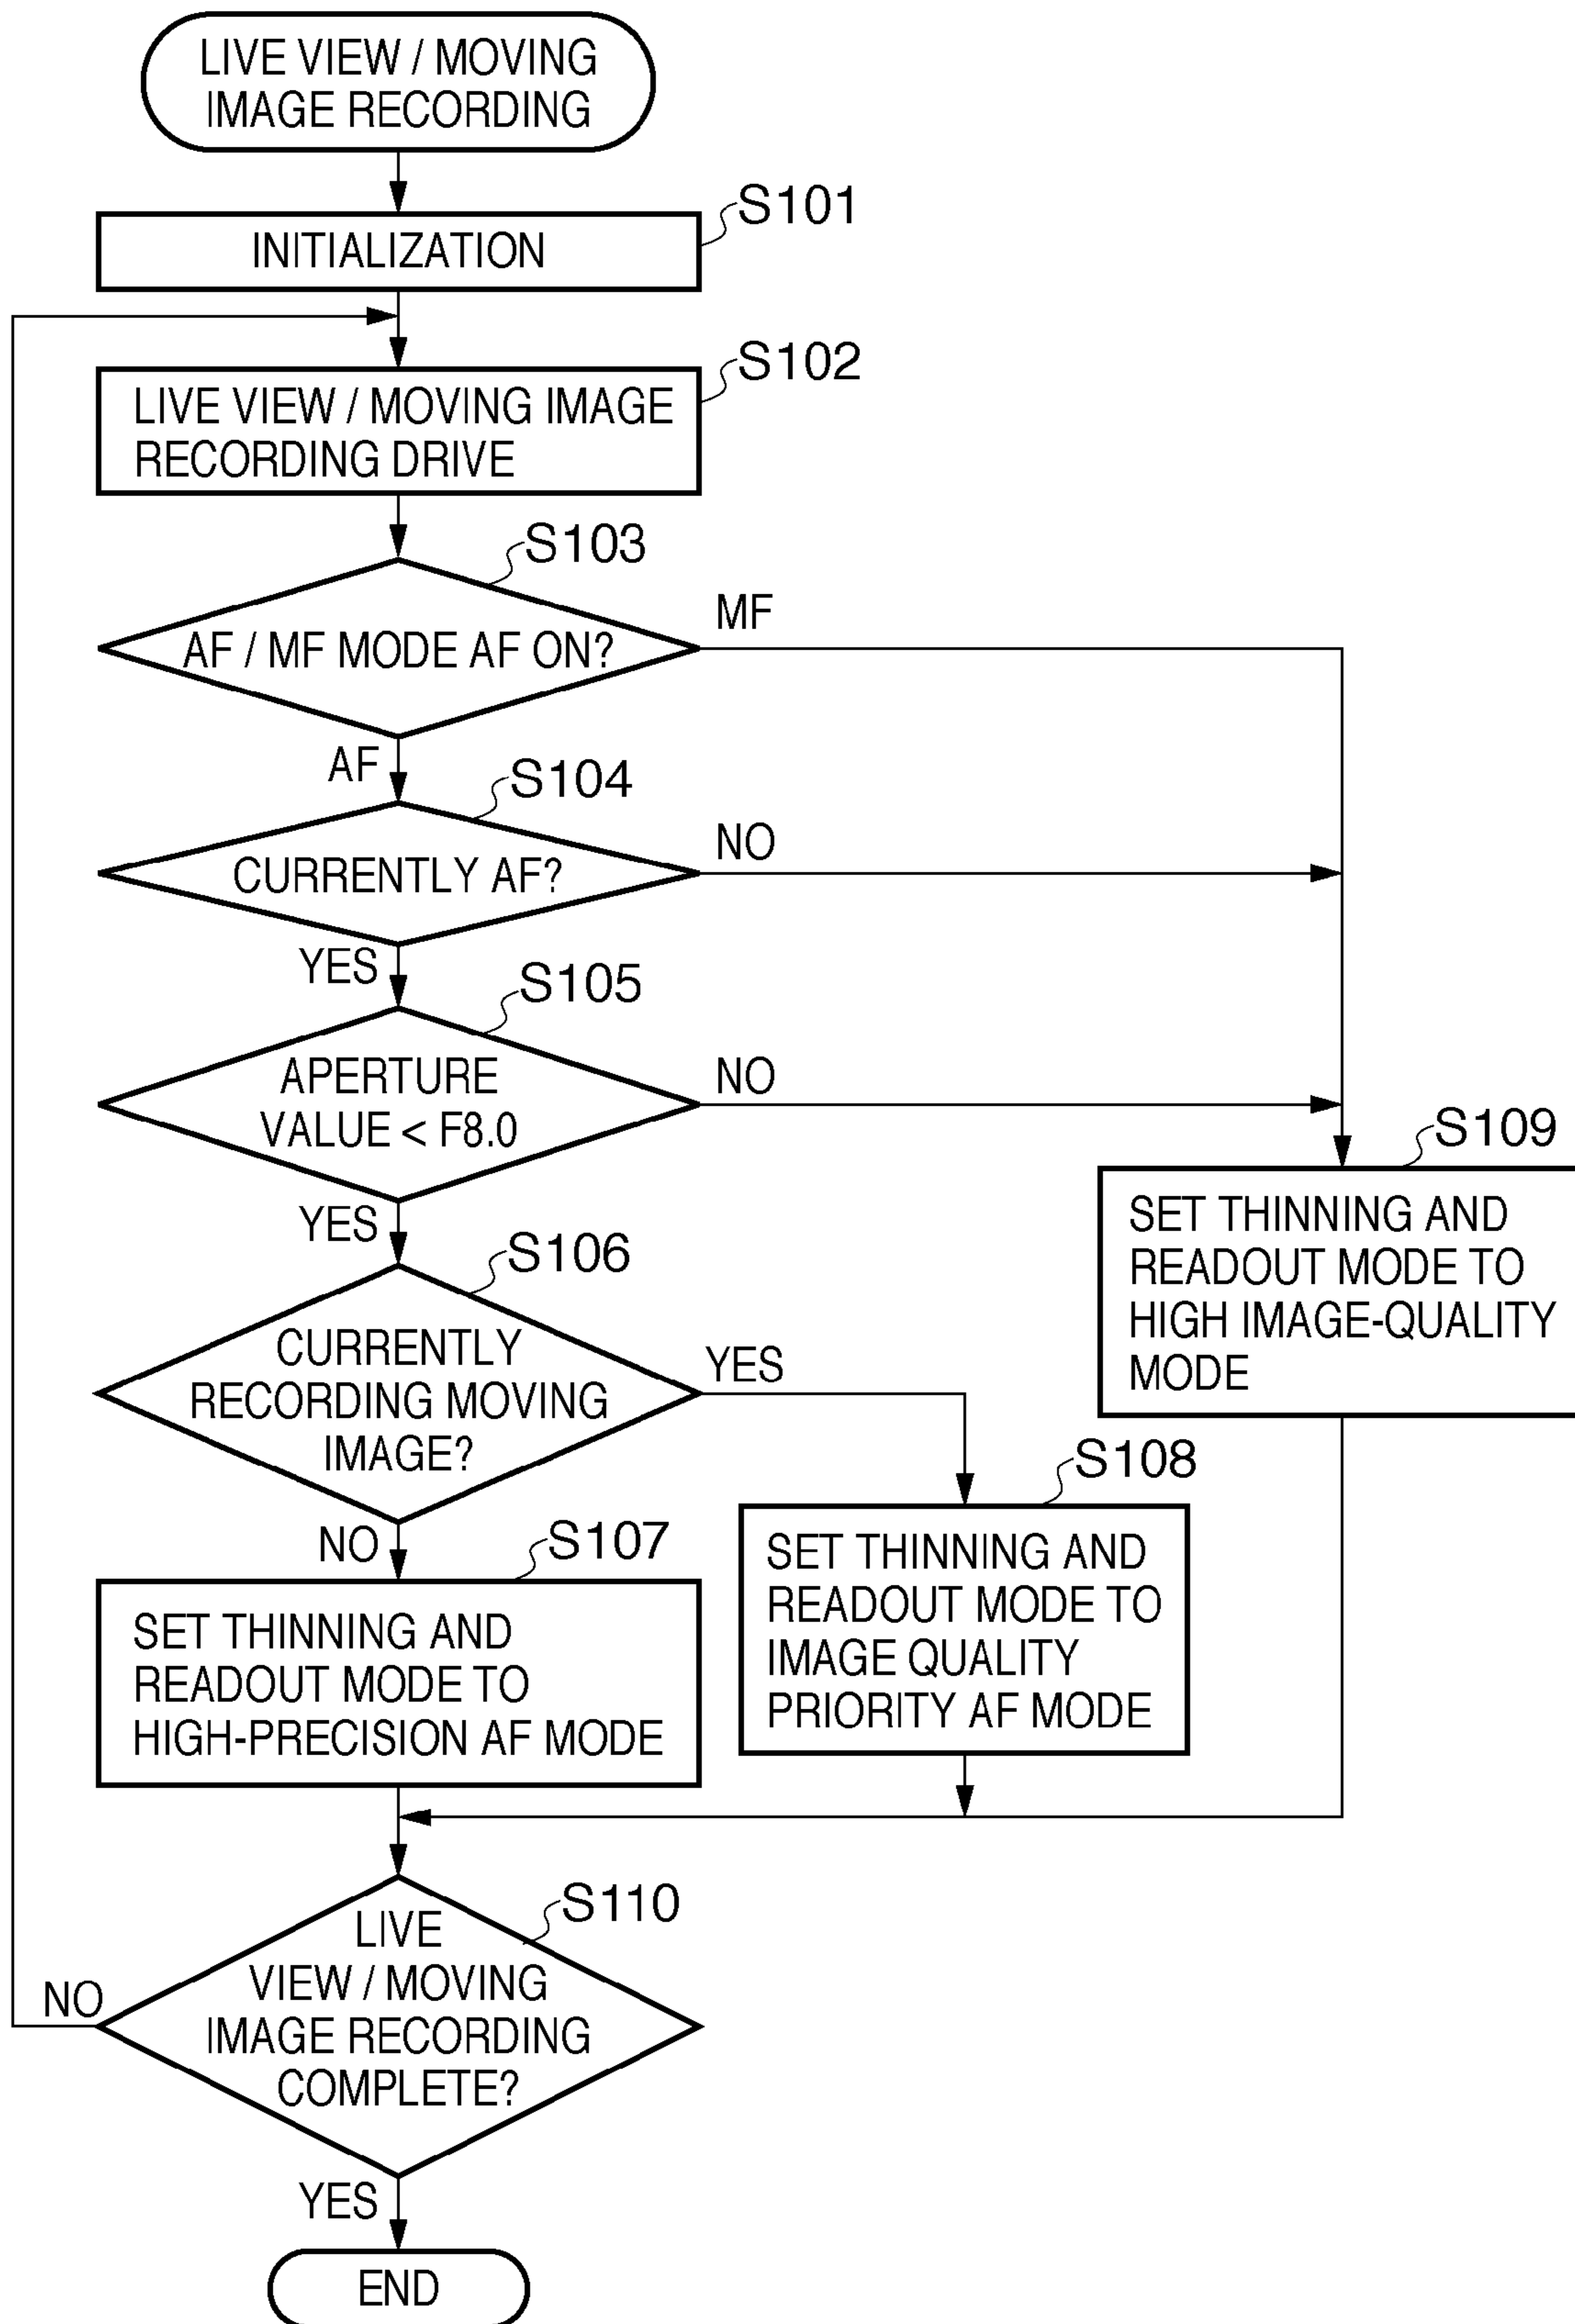 LIVE VIEW / MOVING
IMAGE RECORDING
S101
INITIALIZATION
S102
LIVE VIEW / MOVING IMAGE
RECORDING DRIVE
S103
AF / MF MODE AF ON?
MF
AF
S104
CURRENTLY AF?
NO
YES
S105
APERTURE
VALUE < F8.0
NO
YES
S106
CURRENTLY
RECORDING MOVING
IMAGE?
YES
NO
S109
SET THINNING AND
READOUT MODE TO
HIGH IMAGE-QUALITY
MODE
S108
SET THINNING AND
READOUT MODE TO
IMAGE QUALITY
PRIORITY AF MODE
S107
SET THINNING AND
READOUT MODE TO
HIGH-PRECISION AF MODE
S110
LIVE
VIEW / MOVING
IMAGE RECORDING
COMPLETE?
NO
YES
END